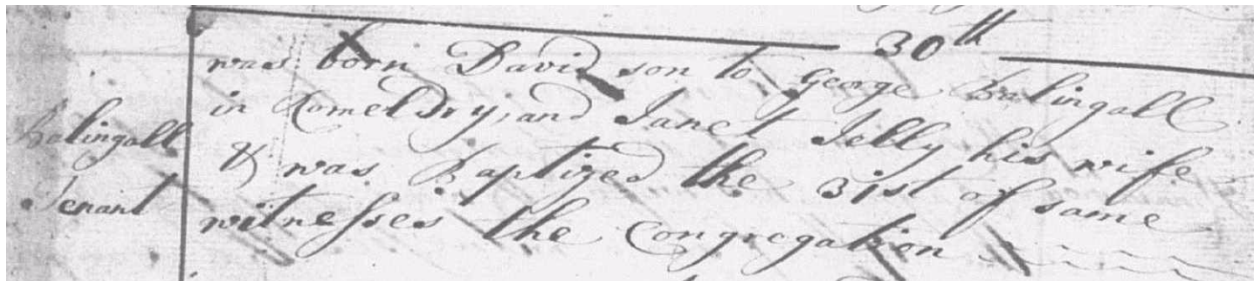 30th
was born David son to George Balingall
in Romeldry, and Janet Jelly his wife
& was Baptized the 31st of same
witnesses the Congregation
Balingall
Tenant